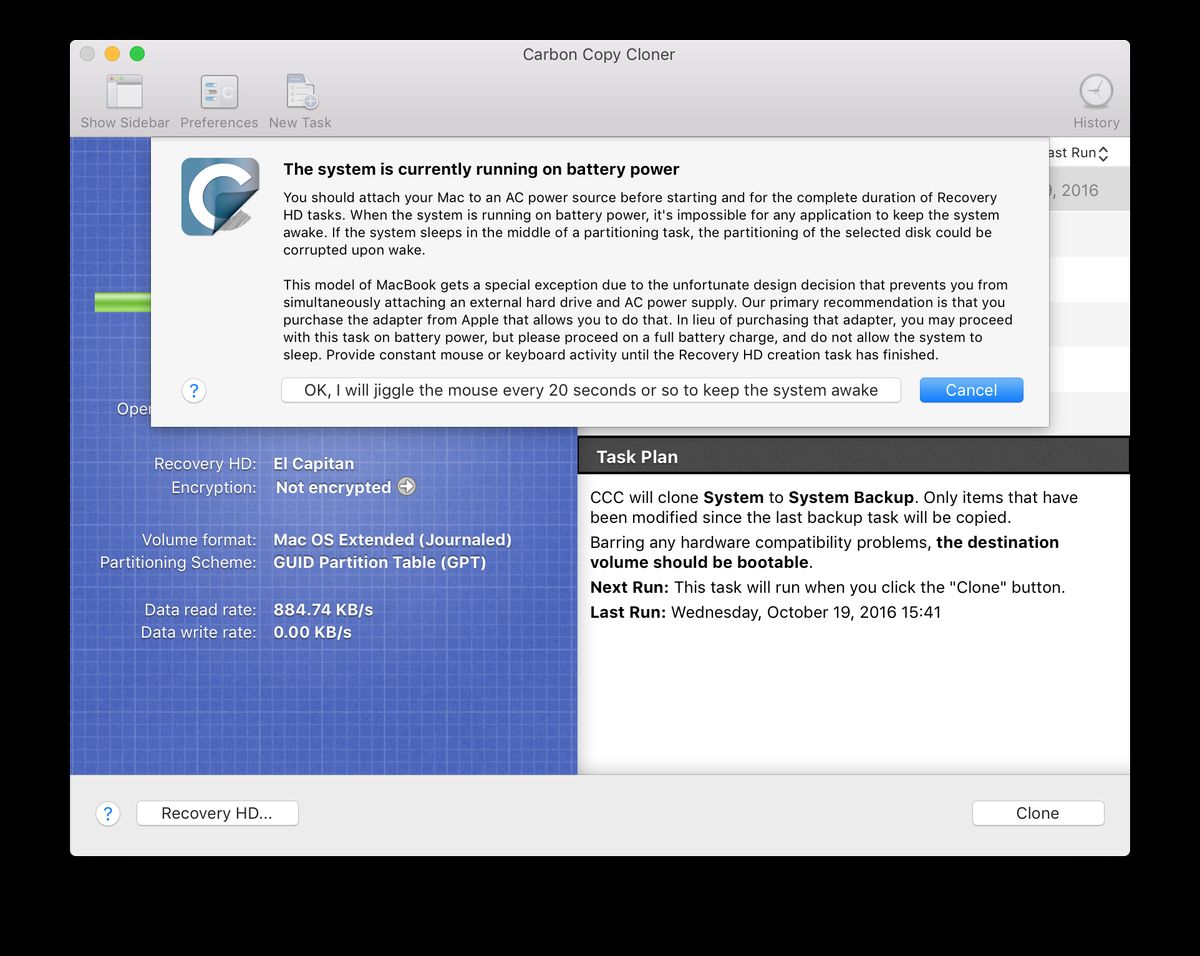 Carbon Copy Cloner
Show Sidebar Preferences New Task History
The system is currently running on battery power
You should attach your Mac to an AC power source before starting and for the complete duration of Recovery
HD tasks. When the system is running on battery power, it's impossible for any application to keep the system
awake. If the system sleeps in the middle of a partitioning task, the partitioning of the selected disk could be
corrupted upon wake.
This model of MacBook gets a special exception due to the unfortunate design decision that prevents you from
simultaneously attaching an external hard drive and AC power supply. Our primary recommendation is that you
purchase the adapter from Apple that allows you to do that. In lieu of purchasing that adapter, you may proceed
with this task on battery power, but please proceed on a full battery charge, and do not allow the system to
sleep. Provide constant mouse or keyboard activity until the Recovery HD creation task has finished.
? OK, I will jiggle the mouse every 20 seconds or so to keep the system awake Cancel
ast Run
, 2016
Oper
Recovery HD: El Capitan
Encryption: Not encrypted
Volume format: Mac OS Extended (Journaled)
Partitioning Scheme: GUID Partition Table (GPT)
Data read rate: 884.74 KB/s
Data write rate: 0.00 KB/s
Task Plan
CCC will clone System to System Backup. Only items that have
been modified since the last backup task will be copied.
Barring any hardware compatibility problems, the destination
volume should be bootable.
Next Run: This task will run when you click the "Clone" button.
Last Run: Wednesday, October 19, 2016 15:41
? Recovery HD... Clone